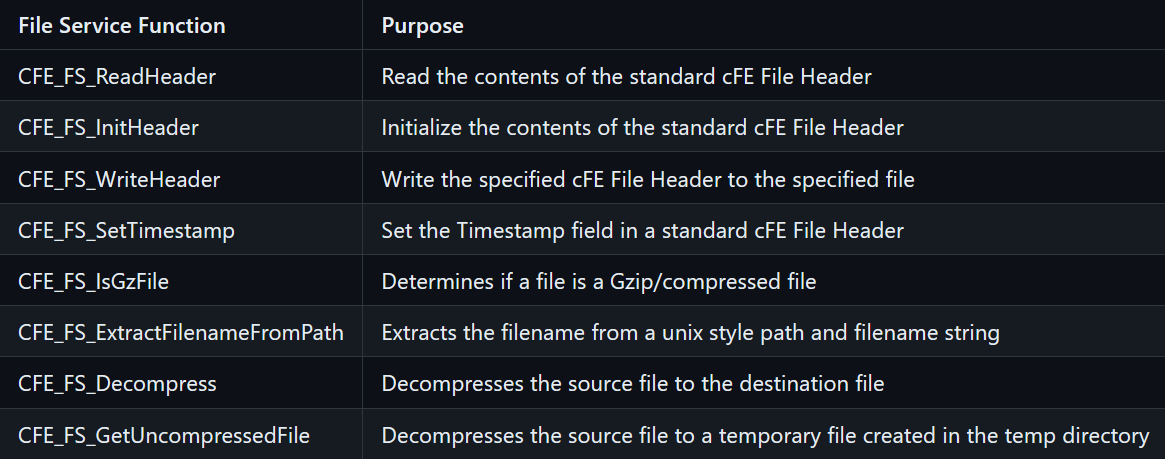 File Service Function Purpose
CFE_FS_ReadHeader Read the contents of the standard cFE File Header
CFE_FS_InitHeader Initialize the contents of the standard cFE File Header
CFE_FS_WriteHeader Write the specified cFE File Header to the specified file
CFE_FS_SetTimestamp Set the Timestamp field in a standard cFE File Header
CFE_FS_IsGzFile Determines if a file is a Gzip/compressed file
CFE_FS_ExtractFilenameFromPath Extracts the filename from a unix style path and filename string
CFE_FS_Decompress Decompresses the source file to the destination file
CFE_FS_GetUncompressedFile Decompresses the source file to a temporary file created in the temp directory